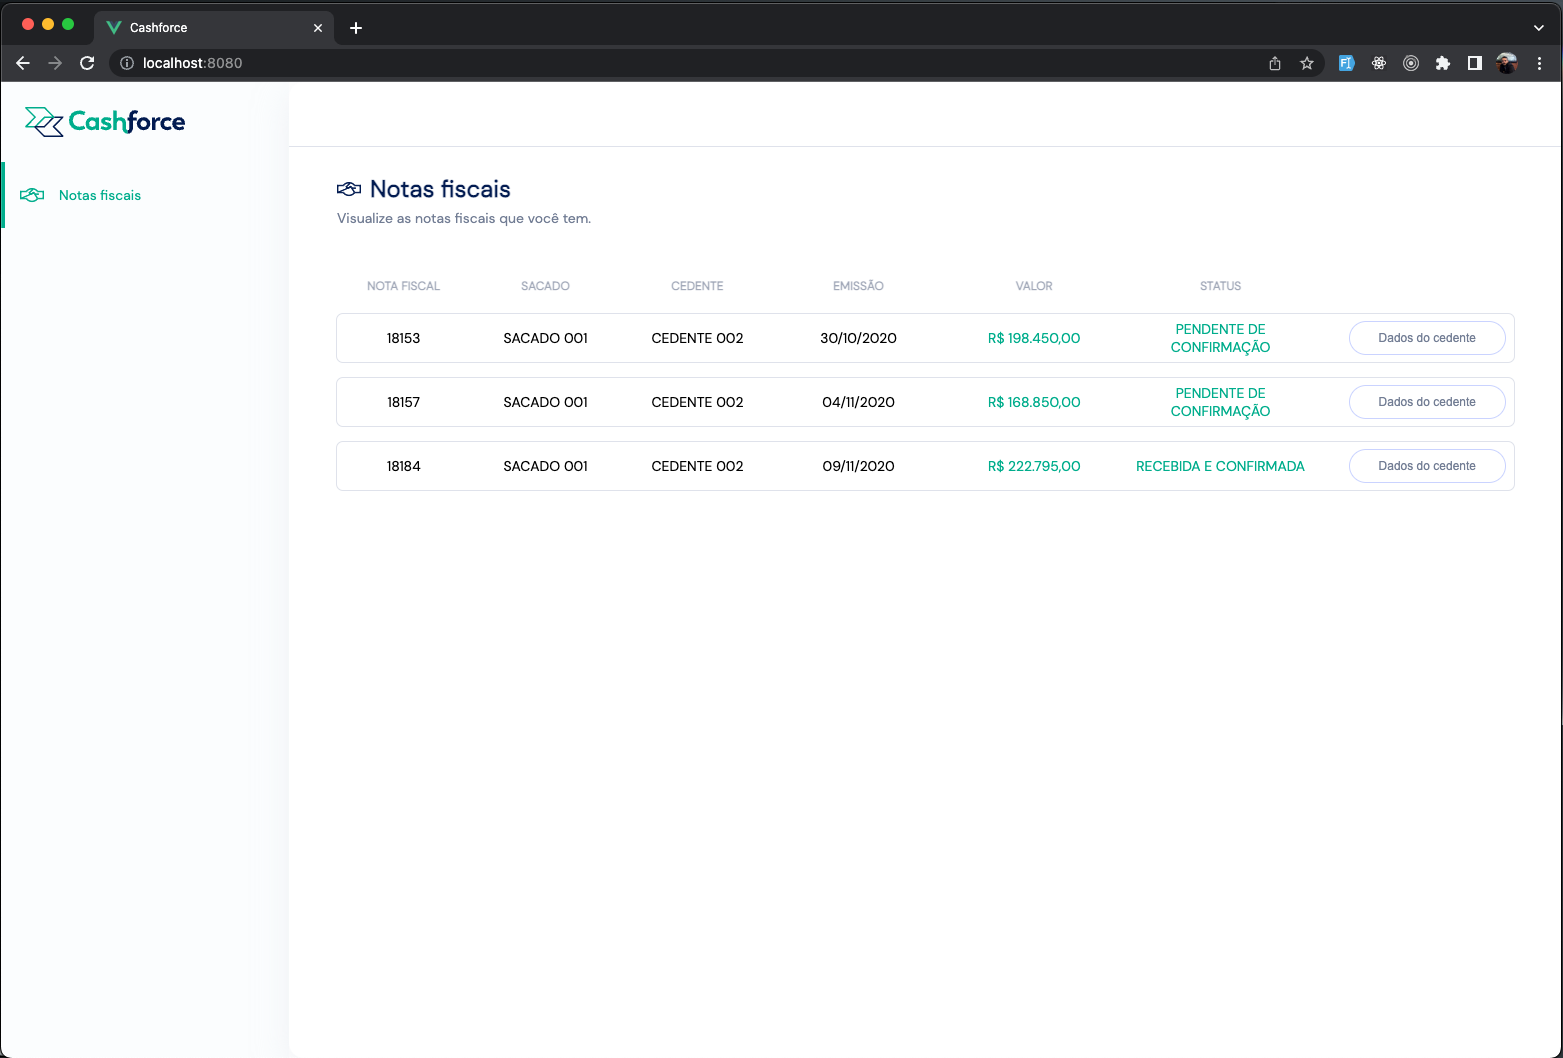 Cashforce
localhost:8080
Cashforce
Notas fiscais
Notas fiscais
Visualize as notas fiscais que você tem.
NOTA FISCAL SACADO CEDENTE EMISSÃO VALOR STATUS
18153 SACADO 001 CEDENTE 002 30/10/2020 R$ 198.450,00 PENDENTE DE CONFIRMAÇÃO Dados do cedente
18157 SACADO 001 CEDENTE 002 04/11/2020 R$ 168.850,00 PENDENTE DE CONFIRMAÇÃO Dados do cedente
18184 SACADO 001 CEDENTE 002 09/11/2020 R$ 222.795,00 RECEBIDA E CONFIRMADA Dados do cedente